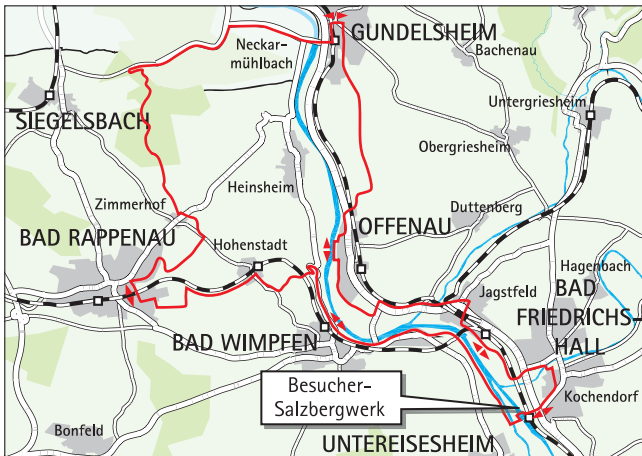 Neckar-
mühlbach
GUNDELSHEIM
Bachenau
SIEGELSBACH
Untergriesheim
Obergriesheim
Heinsheim
Zimmerhof
Duttenberg
OFFENAU
BAD RAPPENAU
Hohenstadt
Hagenbach
Jagstfeld
BAD
FRIEDRICHS-
HALL
BAD WIMPFEN
Besucher-
Salzbergwerk
Kochendorf
Bonfeld
UNTEREISESHEIM